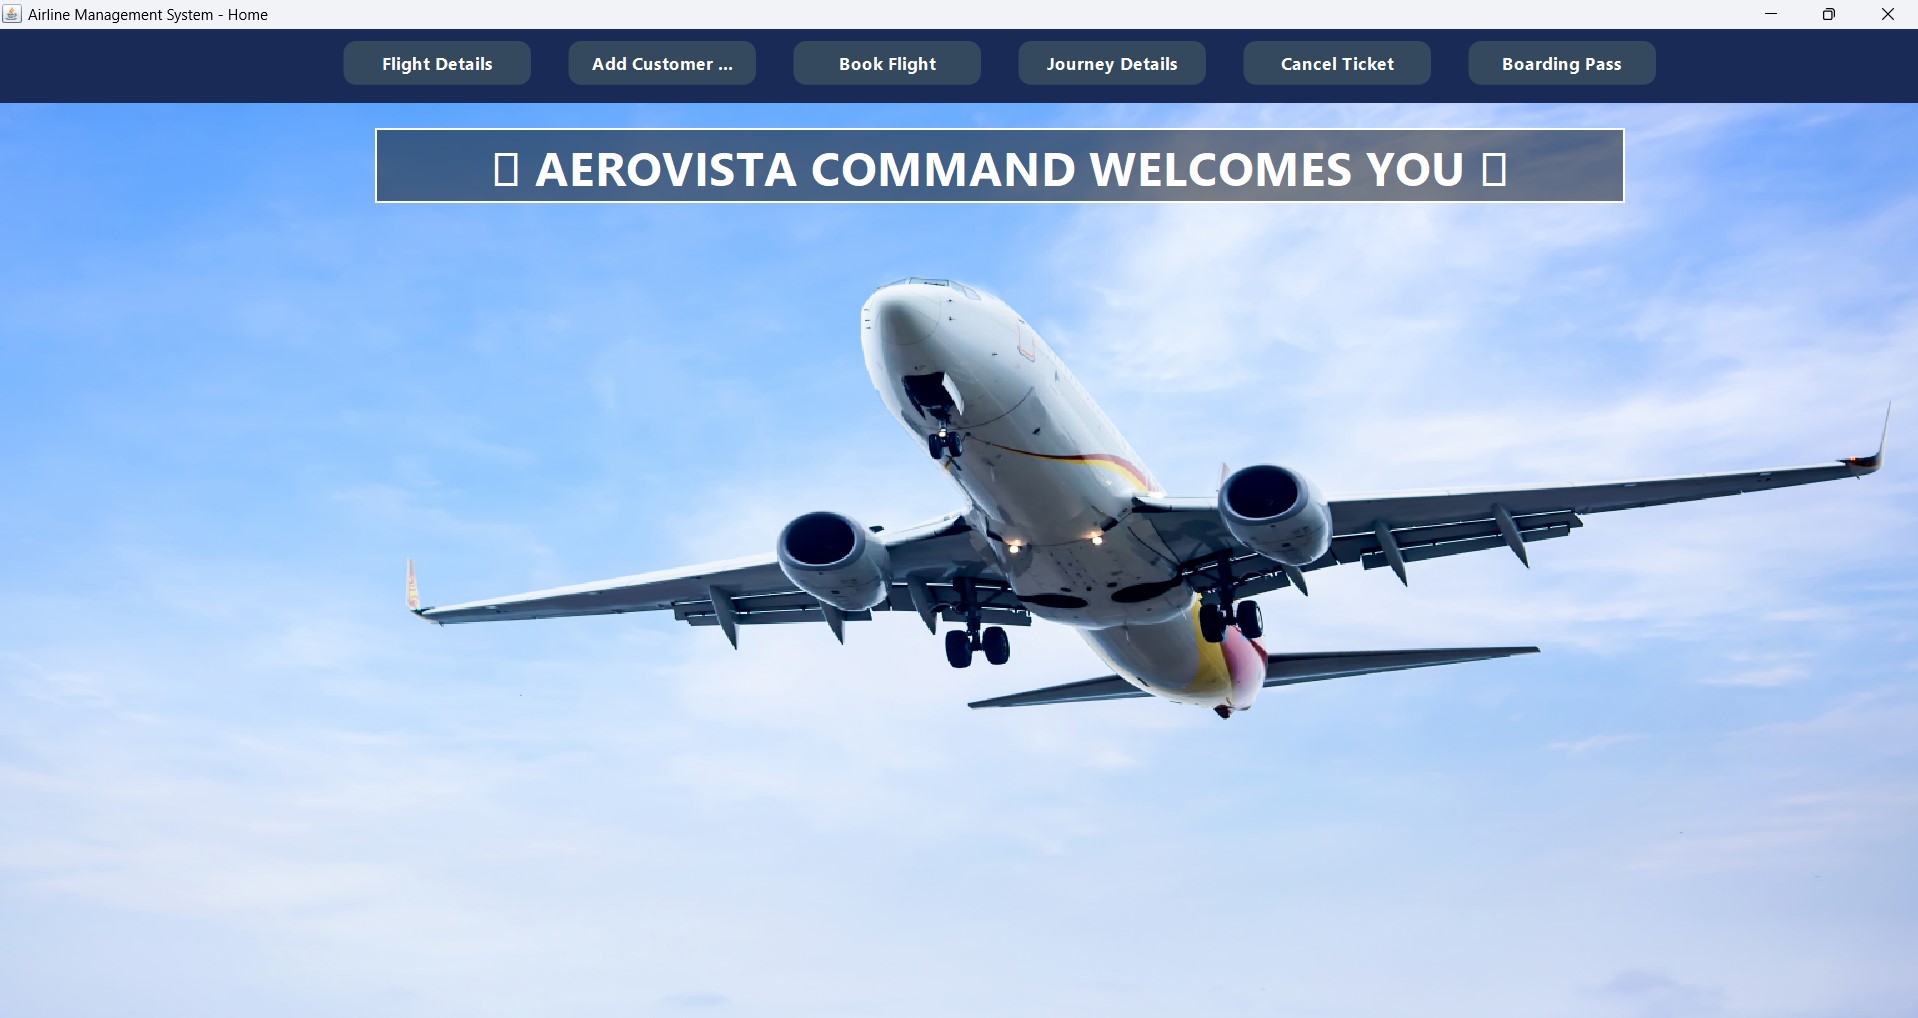 Airline Management System - Home
Flight Details
Add Customer ...
Book Flight
Journey Details
Cancel Ticket
Boarding Pass
AEROVISTA COMMAND WELCOMES YOU